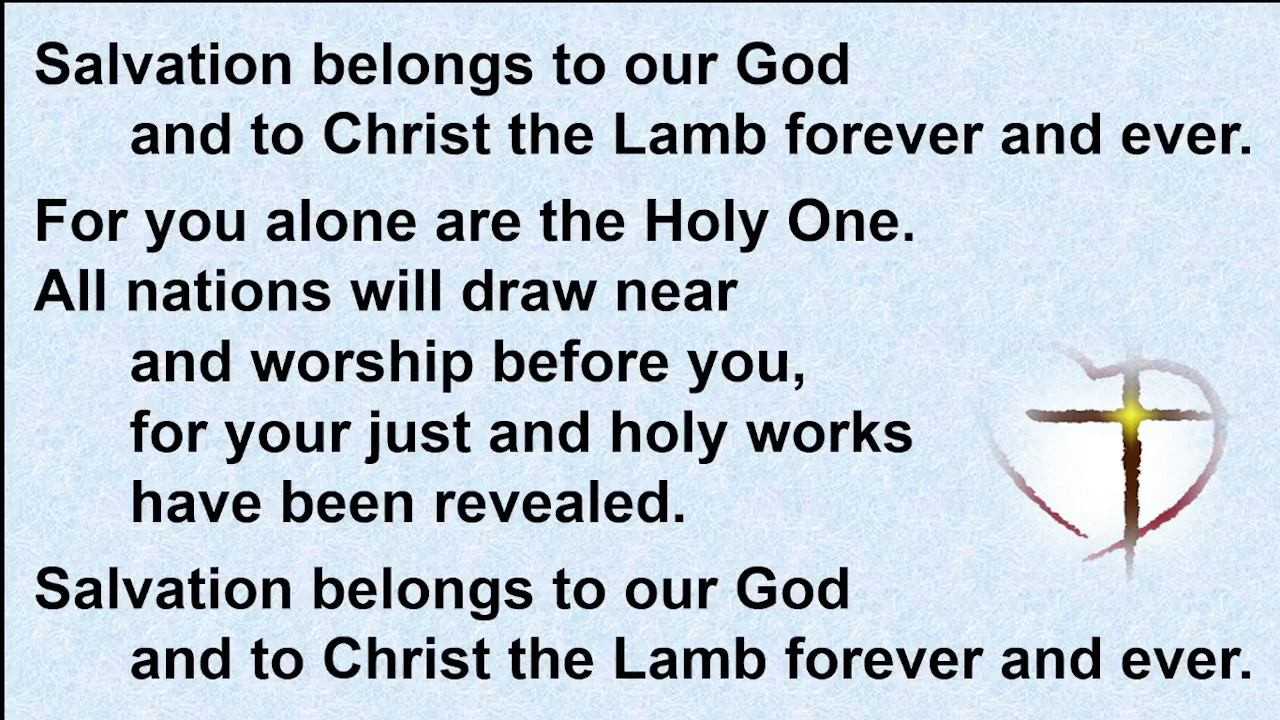 Salvation belongs to our God
and to Christ the Lamb forever and ever.
For you alone are the Holy One.
All nations will draw near
and worship before you,
for your just and holy works
have been revealed.
Salvation belongs to our God
and to Christ the Lamb forever and ever.